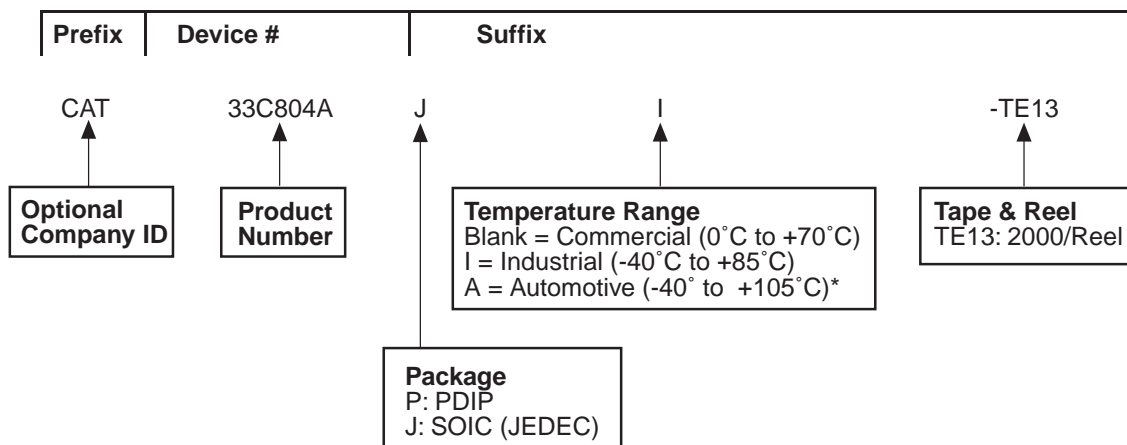 Prefix Device # Suffix
CAT 33C804A J I -TE13
Optional
Company ID
Product
Number
Temperature Range
Blank = Commercial (0˚C to +70˚C)
I = Industrial (-40˚C to +85˚C)
A = Automotive (-40˚ to +105˚C)*
Tape & Reel
TE13: 2000/Reel
Package
P: PDIP
J: SOIC (JEDEC)